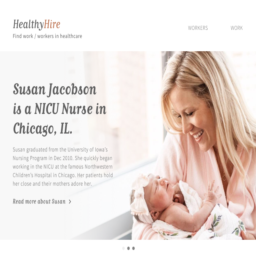 HealthyHire
Find work / workers in healthcare
WORKERS
WORK
Susan Jacobson
is a NICU Nurse in
Chicago, IL.
Susan graduated from the University of Iowa's
Nursing Program in Dec 2010. She quickly began
working in the NICU at the famous Northwestern
Children's Hospital in Chicago. Her patients hold
her close and their mothers adore her.
Read more about Susan >